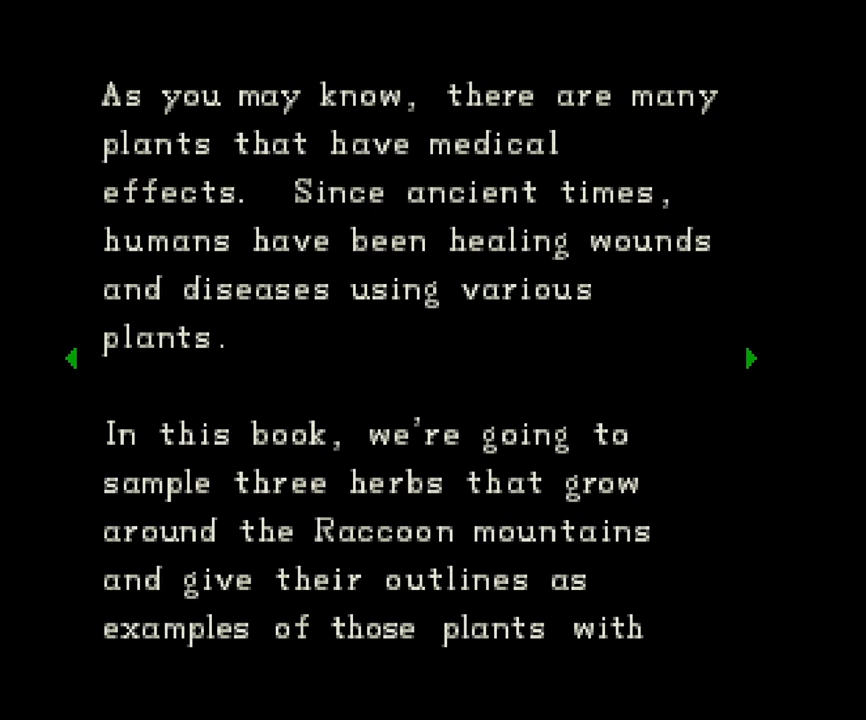 As you may know, there are many
plants that have medical
effects. Since ancient times,
humans have been healing wounds
and diseases using various
plants.
In this book, we're going to
sample three herbs that grow
around the Raccoon mountains
and give their outlines as
examples of those plants with